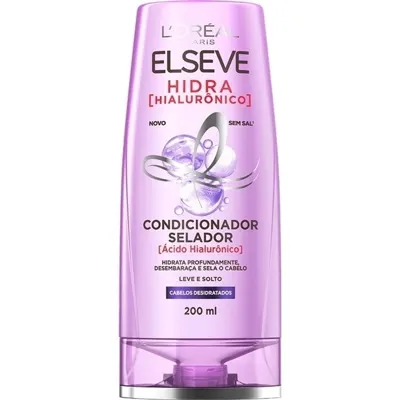 L'ORÉAL
PARIS
ELSEVE
HIDRA
[HIALURÔNICO]
NOVO
SEM SAL*
CONDICIONADOR
SELADOR
[Ácido Hialurônico]
HIDRATA PROFUNDAMENTE,
DESEMBARAÇA E SELA O CABELO
LEVE E SOLTO
CABELOS DESIDRATADOS
200 ml